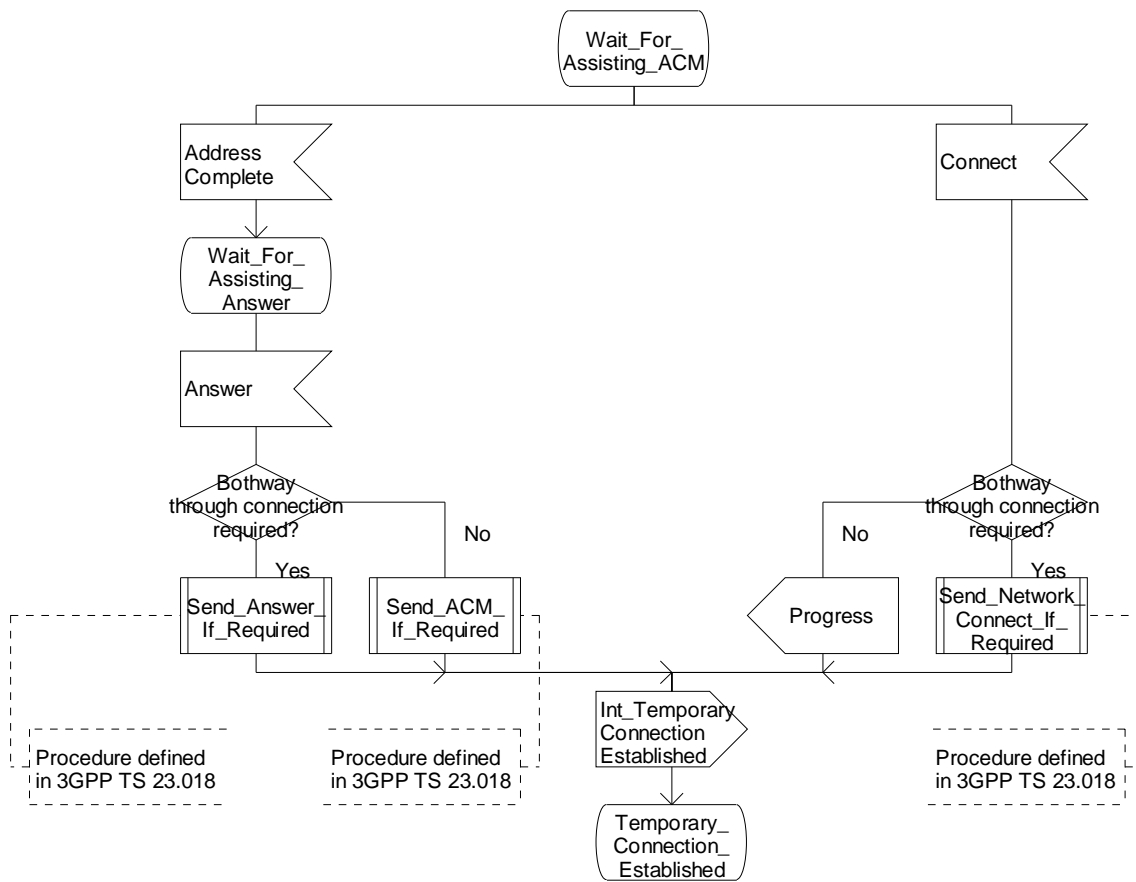 Wait_For_
Assisting_ACM
Address
Complete
Connect
Wait_For_
Assisting_
Answer
Answer
Bothway
through connection
required?
Bothway
through connection
required?
No
No
Yes
Yes
Send_Answer_
If_Required
Send_ACM_
If_Required
Progress
Send_Network_
Connect_If_
Required
Int_Temporary
Connection
Established
Procedure defined
in 3GPP TS 23.018
Procedure defined
in 3GPP TS 23.018
Procedure defined
in 3GPP TS 23.018
Temporary_
Connection_
Established